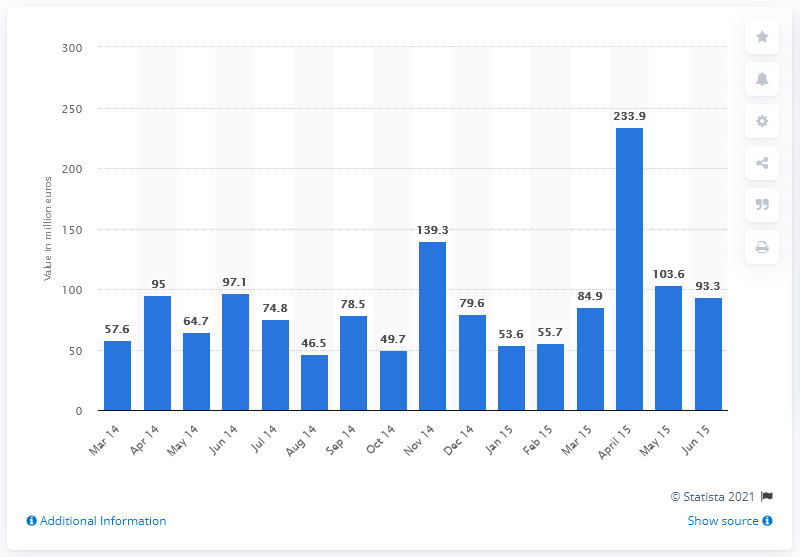 300
250
200
150
100
50
0
Value in million euros
57.6
95
64.7
97.1
74.8
46.5
78.5
49.7
139.3
79.6
53.6
55.7
84.9
233.9
103.6
93.3
Mar 14
Apr 14
May 14
Jun 14
Jul 14
Aug 14
Sep 14
Oct 14
Nov 14
Dec 14
Jan 15
Feb 15
Mar 15
April 15
May 15
Jun 15
© Statista 2021
Additional Information
Show source